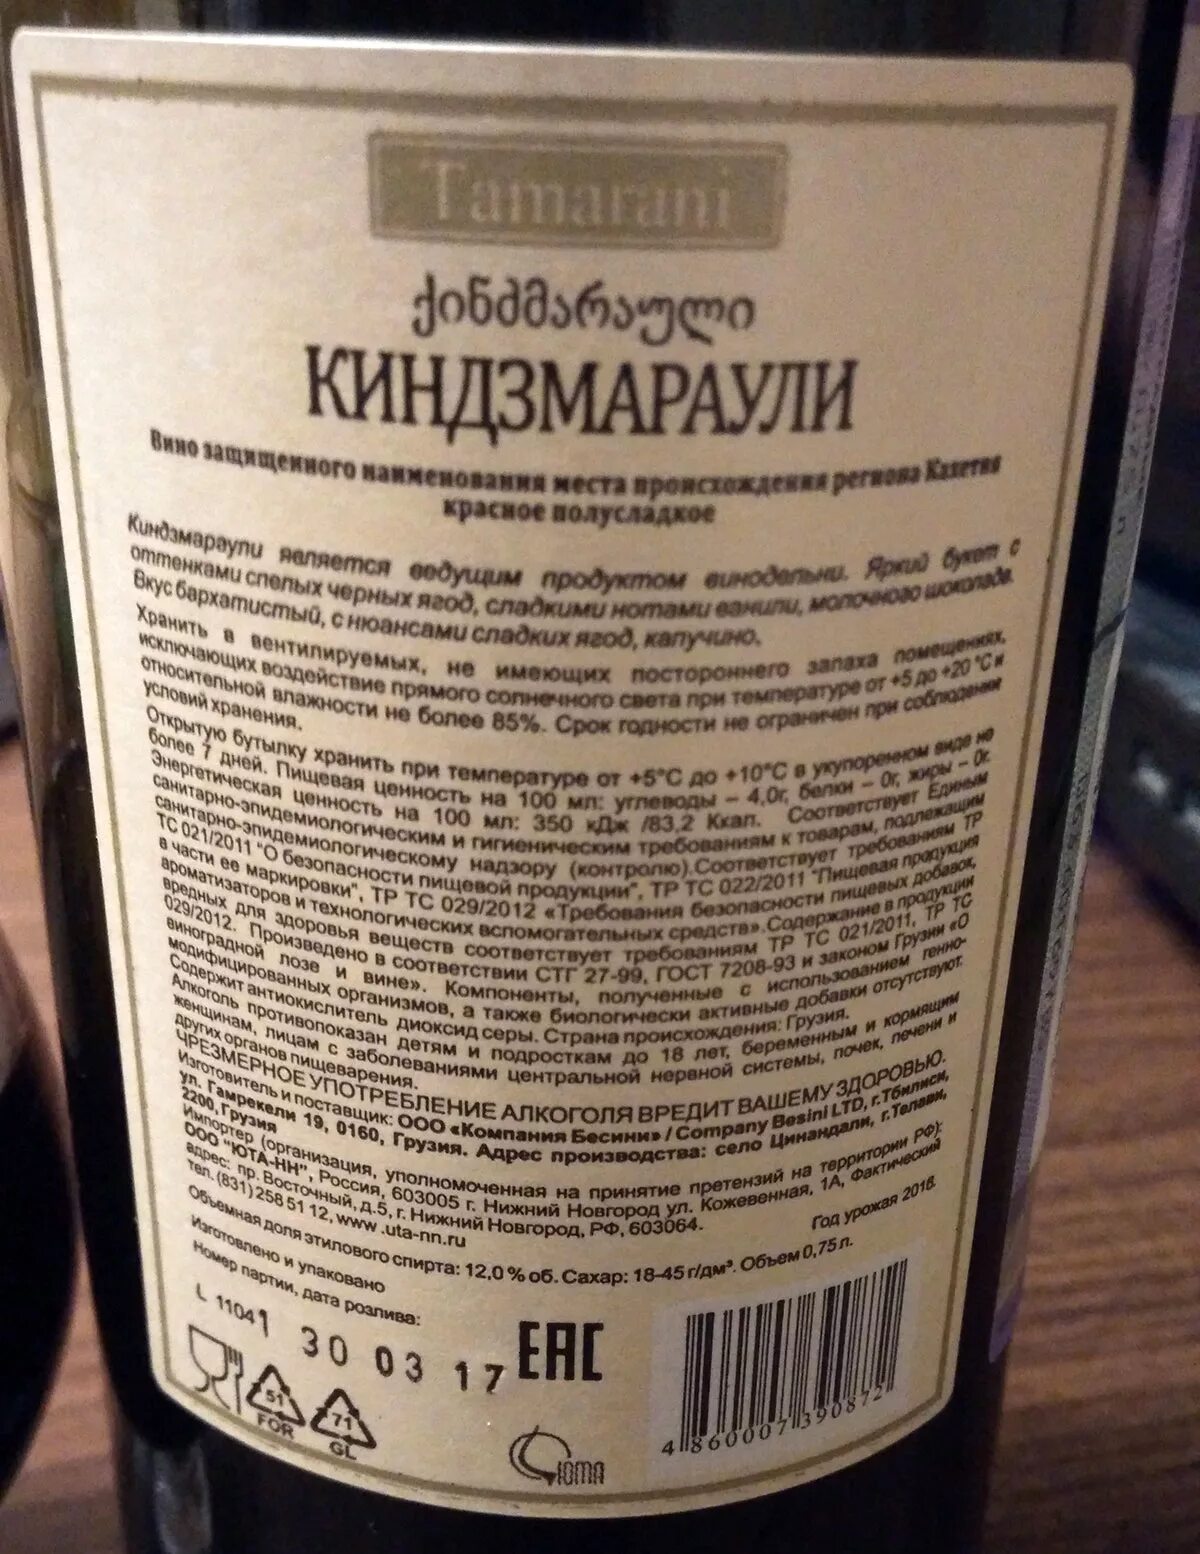 Tamarani
ქინძმარაული
КИНДЗМАРАУЛИ
Вино защищенного наименования места происхождения региона Кахетия
красное полусладкое
Киндзмараули является ведущим продуктом винодельни. Яркий букет с
оттенками спелых черных ягод, сладкими нотами ванили, молочного шоколада.
Вкус бархатистый, с нюансами сладких ягод, капучино.
Хранить в вентилируемых, не имеющих постороннего запаха помещениях,
исключающих воздействие прямого солнечного света при температуре от +5 до +20 °С и
относительной влажности не более 85%. Срок годности не ограничен при соблюдении
условий хранения.
Открытую бутылку хранить при температуре от +5°С до +10°С в укупоренном виде не
более 7 дней. Пищевая ценность на 100 мл: углеводы – 4,0г, белки – 0г, жиры – 0г.
Энергетическая ценность на 100 мл: 350 кДж /83,2 Ккал. Соответствует Единым
санитарно-эпидемиологическим и гигиеническим требованиям к товарам, подлежащим
санитарно-эпидемиологическому надзору (контролю).Соответствует требованиям ТР
ТС 021/2011 "О безопасности пищевой продукции", ТР ТС 022/2011 "Пищевая продукция
в части ее маркировки", ТР ТС 029/2012 «Требования безопасности пищевых добавок,
ароматизаторов и технологических вспомогательных средств».Содержание в продукции
вредных для здоровья веществ соответствует требованиям ТР ТС 021/2011, ТР ТС
029/2012. Произведено в соответствии СТГ 27-99, ГОСТ 7208-93 и законом Грузии «О
виноградной лозе и вине». Компоненты, полученные с использованием генно-
модифицированных организмов, а также биологически активные добавки отсутствуют.
Содержит антиокислитель диоксид серы. Страна происхождения: Грузия.
Алкоголь противопоказан детям и подросткам до 18 лет, беременным и кормящим
женщинам, лицам с заболеваниями центральной нервной системы, почек, печени и
других органов пищеварения.
ЧРЕЗМЕРНОЕ УПОТРЕБЛЕНИЕ АЛКОГОЛЯ ВРЕДИТ ВАШЕМУ ЗДОРОВЬЮ.
Изготовитель и поставщик: ООО «Компания Бесини» / Company Besini LTD, г.Тбилиси,
ул. Гамрекели 19, 0160, Грузия. Адрес производства: село Цинандали, г.Телави,
2200, Грузия
Импортер (организация, уполномоченная на принятие претензий на территории РФ):
ООО "ЮТА-НН", Россия, 603005 г. Нижний Новгород ул. Кожевенная, 1А, Фактический
адрес: пр. Восточный, д.5, г. Нижний Новгород, РФ, 603064.
тел. (831) 258 51 12, www.uta-nn.ru
Год урожая 2016.
Объемная доля этилового спирта: 12,0 % об. Сахар: 18-45 г/дм³. Объем 0,75 л.
Изготовлено и упаковано
Номер партии, дата розлива:
L 11041 30 03 17
EAC
51
FOR
71
GL
4 860007 390872